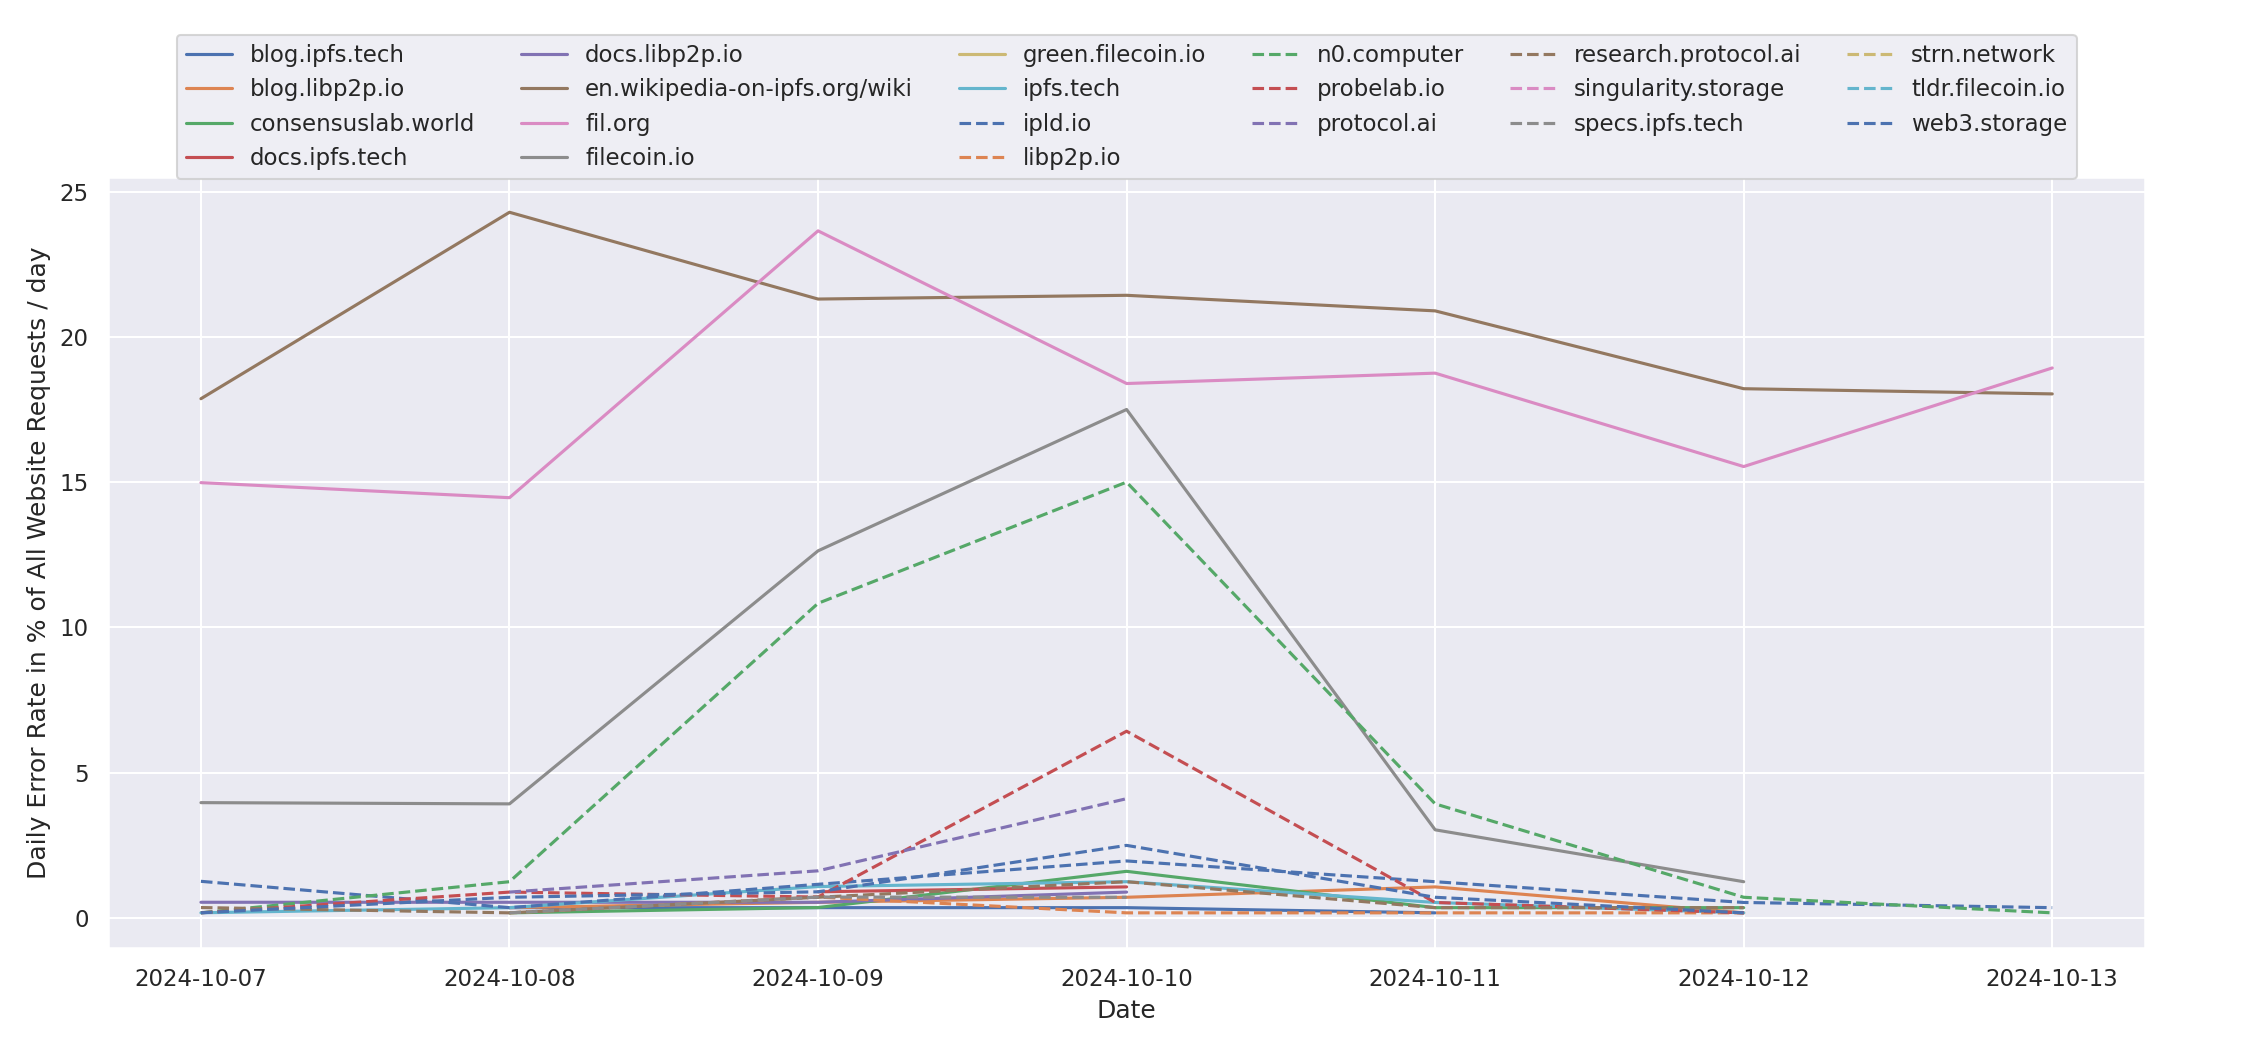 blog.ipfs.tech
blog.libp2p.io
consensuslab.world
docs.ipfs.tech
docs.libp2p.io
en.wikipedia-on-ipfs.org/wiki
fil.org
filecoin.io
green.filecoin.io
ipfs.tech
ipld.io
libp2p.io
n0.computer
probelab.io
protocol.ai
research.protocol.ai
singularity.storage
specs.ipfs.tech
strn.network
tldr.filecoin.io
web3.storage
Daily Error Rate in % of All Website Requests / day
25
20
15
10
5
0
2024-10-07
2024-10-08
2024-10-09
2024-10-10
2024-10-11
2024-10-12
2024-10-13
Date